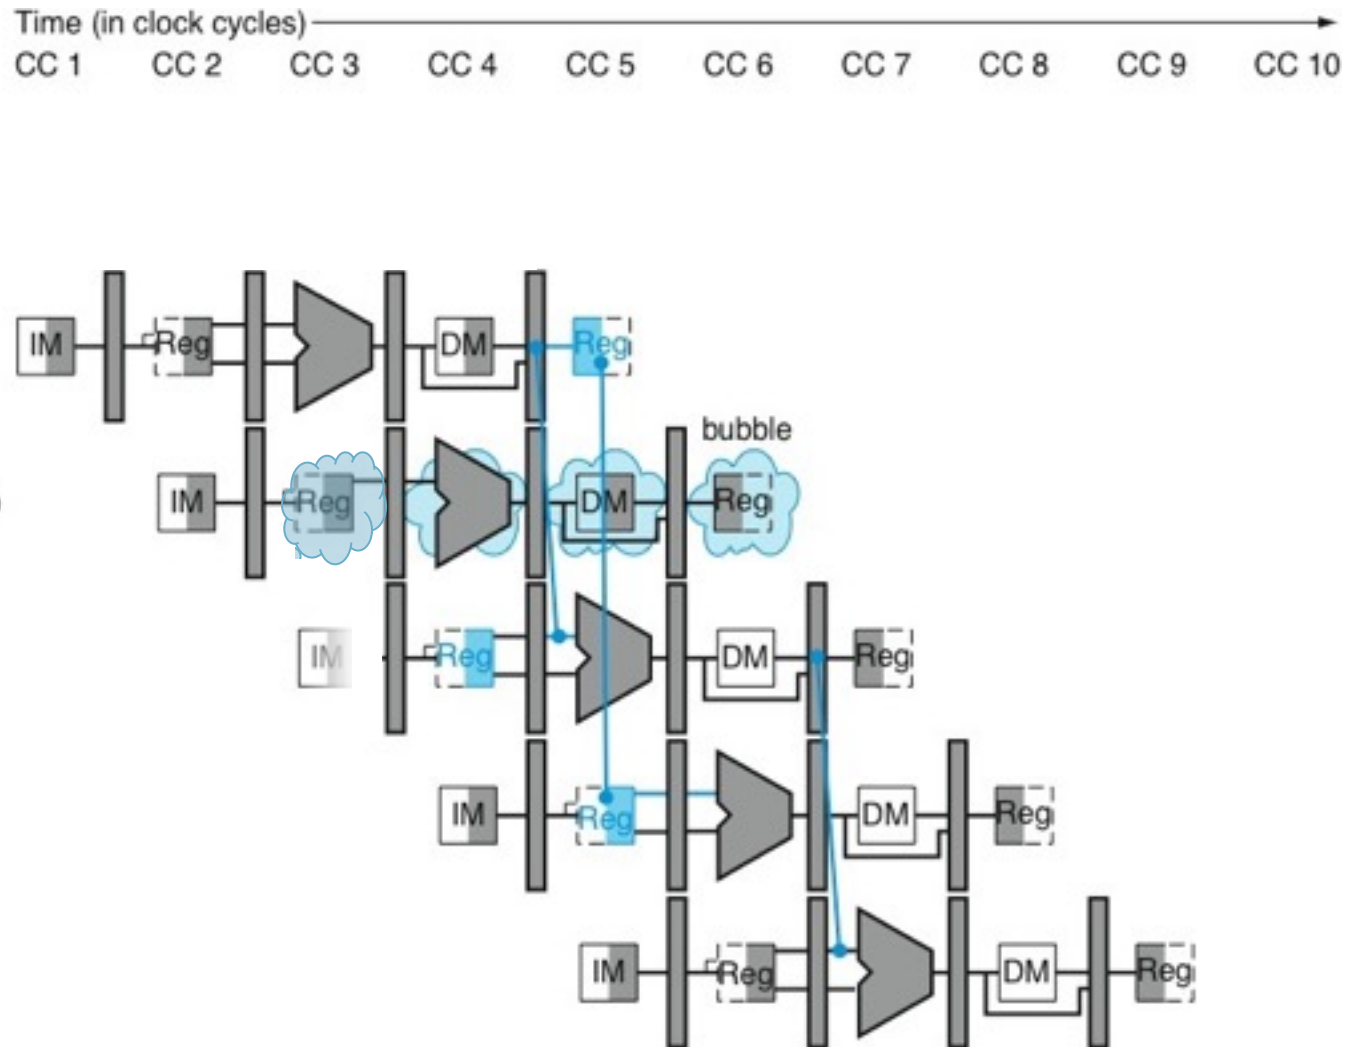 Time (in clock cycles)
CC 1 CC 2 CC 3 CC 4 CC 5 CC 6 CC 7 CC 8 CC 9 CC 10
IM Reg DM Reg
bubble
IM Reg DM Reg
IM Reg DM Reg
IM Reg DM Reg
IM Reg DM Reg